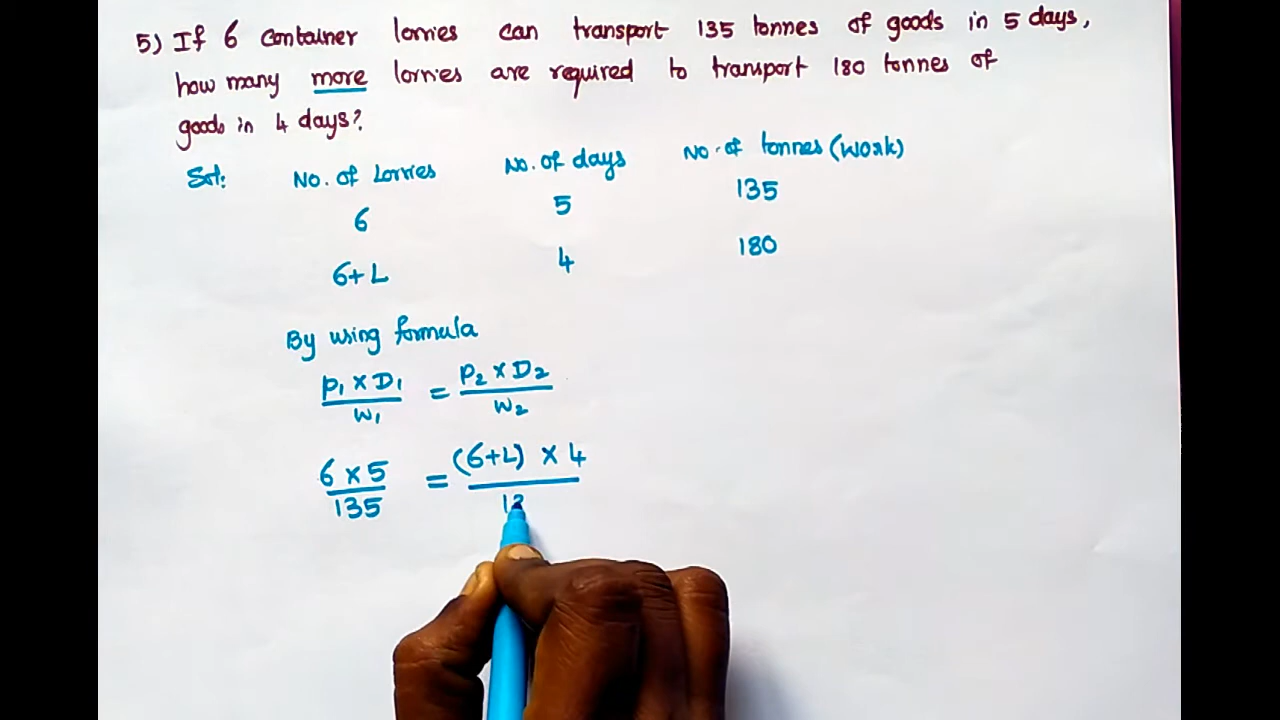 5) If 6 container lorries can transport 135 tonnes of goods in 5 days,
how many more lorries are required to transport 180 tonnes of
goods in 4 days?
Sol: No. of Lorries No. of days No. of tonnes (work)
6 5 135
6+L 4 180
By using formula
P₁ × D₁ / W₁ = P₂ × D₂ / W₂
6 × 5 / 135 = (6+L) × 4 / 1